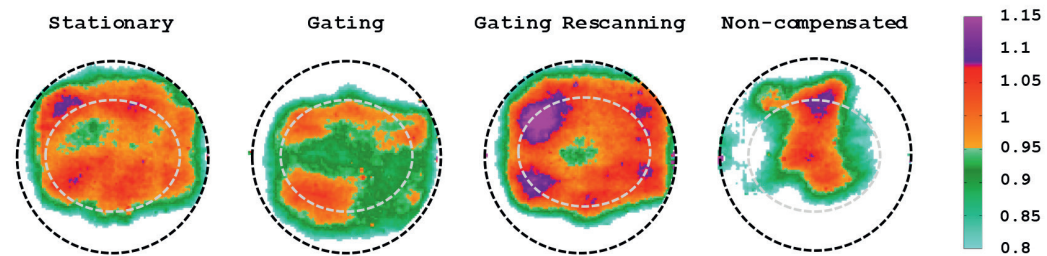 Stationary
Gating
Gating Rescanning
Non-compensated
1.15
1.1
1.05
1
0.95
0.9
0.85
0.8